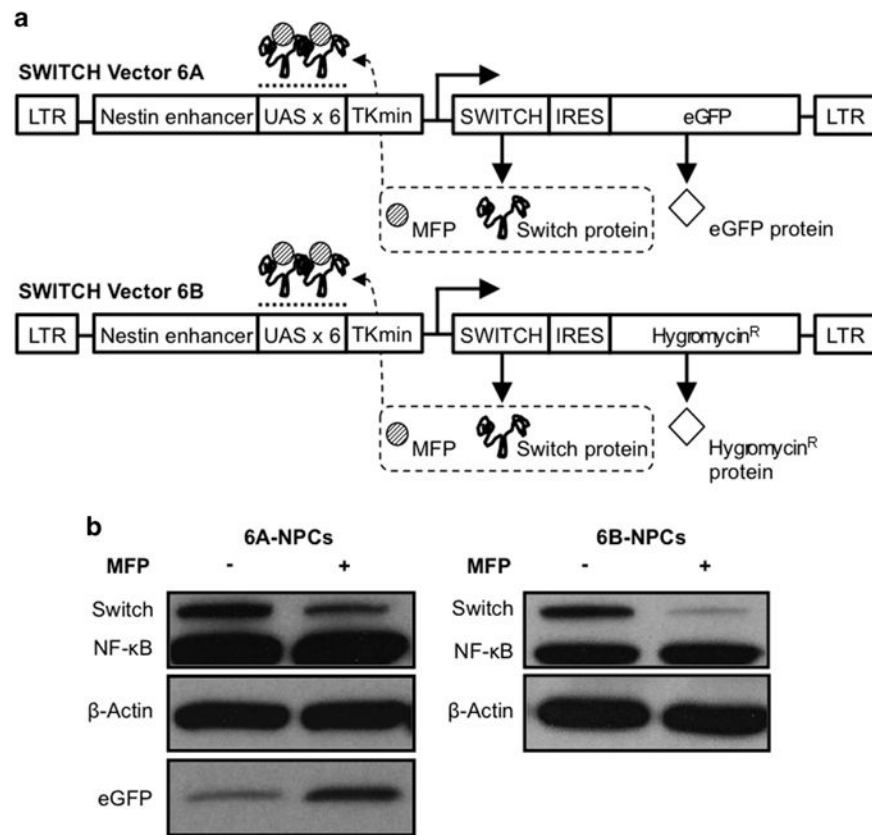 a
SWITCH Vector 6A
LTR Nestin enhancer UAS x 6 TKmin SWITCH IRES eGFP LTR
MFP Switch protein eGFP protein
SWITCH Vector 6B
LTR Nestin enhancer UAS x 6 TKmin SWITCH IRES Hygromycinᴿ LTR
MFP Switch protein Hygromycinᴿ
protein
b
6A-NPCs 6B-NPCs
MFP - + MFP - +
Switch Switch
NF-κB NF-κB
β-Actin β-Actin
eGFP